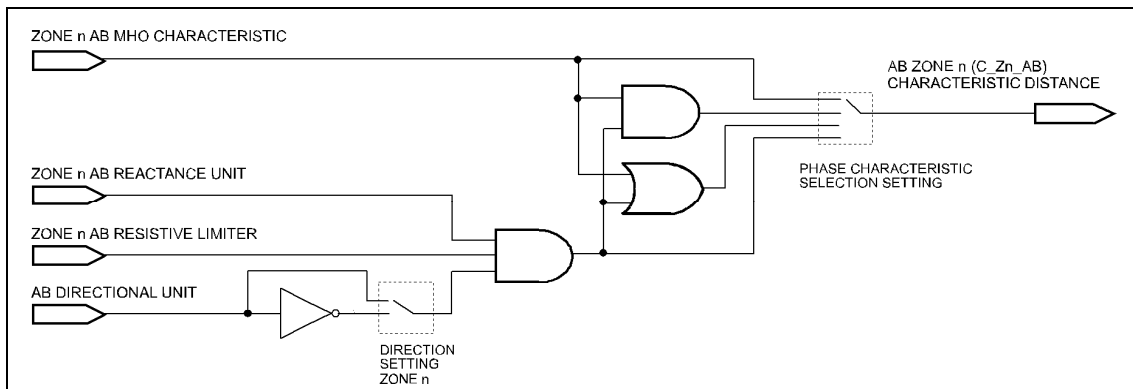 ZONE n AB MHO CHARACTERISTIC
AB ZONE n (C_Zn_AB)
CHARACTERISTIC DISTANCE
ZONE n AB REACTANCE UNIT
PHASE CHARACTERISTIC
SELECTION SETTING
ZONE n AB RESISTIVE LIMITER
AB DIRECTIONAL UNIT
DIRECTION
SETTING
ZONE n